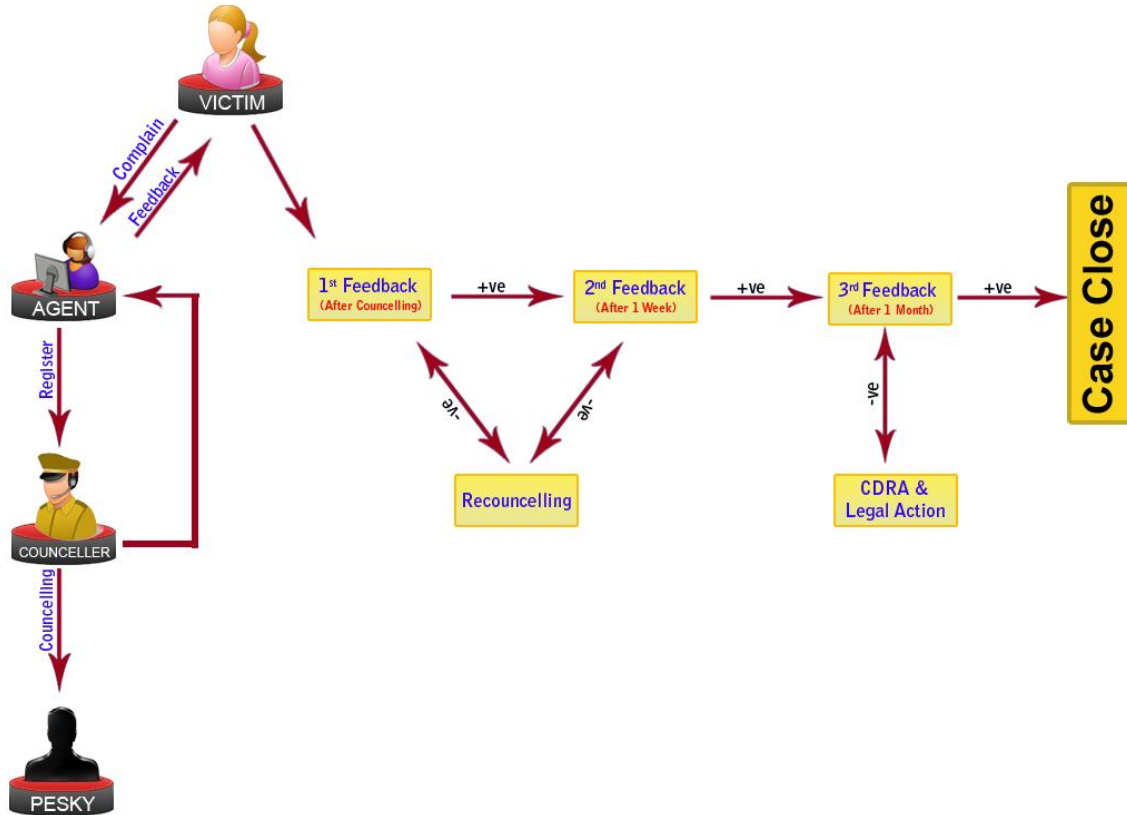 VICTIM
Complain
Feedback
AGENT
1st Feedback
(After Councelling)
+ve
2nd Feedback
(After 1 Week)
+ve
3rd Feedback
(After 1 Month)
+ve
Case Close
Register
-ve
-ve
-ve
COUNCELLER
Recouncelling
CDRA &
Legal Action
Councelling
PESKY